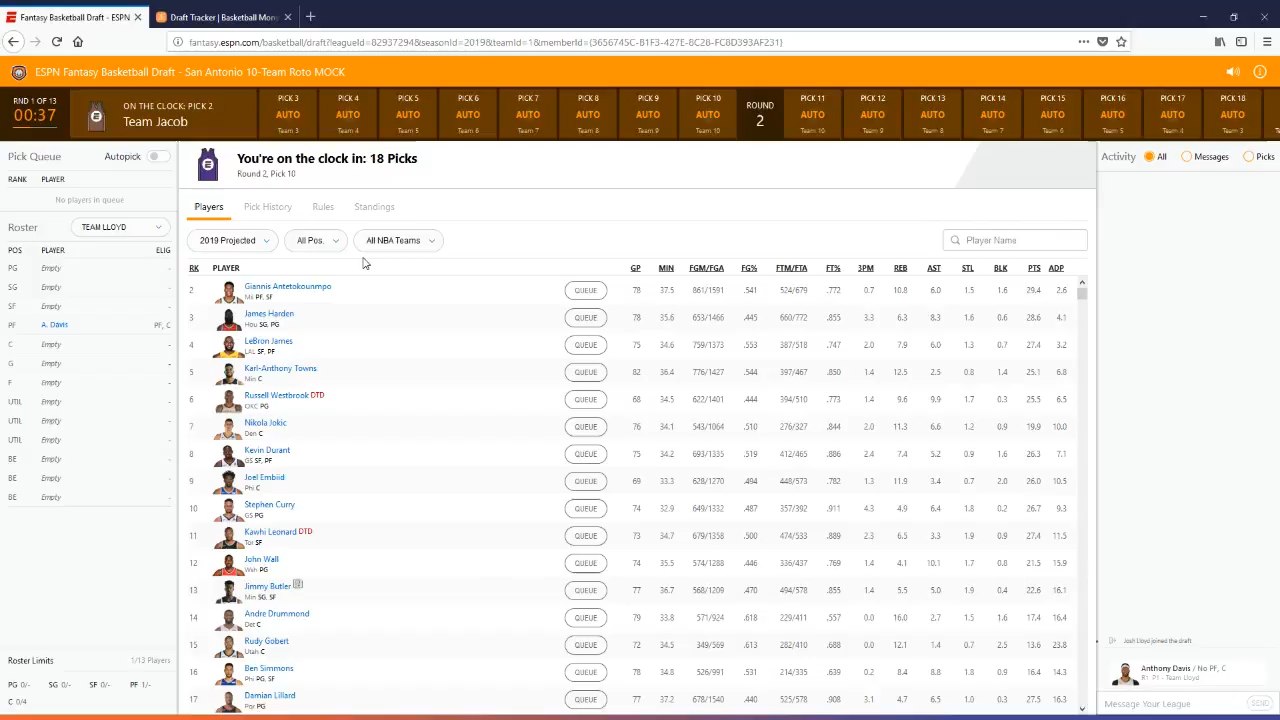 Fantasy Basketball Draft - ESPN
Draft Tracker | Basketball Mon
fantasy.espn.com/basketball/draft?leagueId=82937294&seasonId=2019&teamId=1&memberId={3656745C-B1F3-427E-8C28-FC8D393AF231}
ESPN Fantasy Basketball Draft - San Antonio 10-Team Roto MOCK
RND 1 OF 13
00:37
ON THE CLOCK: PICK 2
Team Jacob
PICK 3 AUTO Team 3
PICK 4 AUTO Team 4
PICK 5 AUTO Team 5
PICK 6 AUTO Team 6
PICK 7 AUTO Team 7
PICK 8 AUTO Team 8
PICK 9 AUTO Team 9
PICK 10 AUTO Team 10
ROUND 2
PICK 11 AUTO Team 10
PICK 12 AUTO Team 9
PICK 13 AUTO Team 8
PICK 14 AUTO Team 7
PICK 15 AUTO Team 6
PICK 16 AUTO Team 5
PICK 17 AUTO Team 4
PICK 18 AUTO Team 3
Pick Queue Autopick
RANK PLAYER
No players in queue
Roster TEAM LLOYD
POS PLAYER ELIG
PG Empty -
SG Empty -
SF Empty -
PF A. Davis PF, C
C Empty -
G Empty -
F Empty -
UTIL Empty -
UTIL Empty -
UTIL Empty -
BE Empty -
BE Empty -
BE Empty -
Roster Limits 1/13 Players
PG 0/- SG 0/- SF 0/- PF 1/-
C 0/4
You're on the clock in: 18 Picks
Round 2, Pick 10
Players Pick History Rules Standings
2019 Projected All Pos. All NBA Teams Player Name
RK PLAYER GP MIN FGM/FGA FG% FTM/FTA FT% 3PM REB AST STL BLK PTS ADP
2 Giannis Antetokounmpo QUEUE 78 37.5 861/1591 .541 524/679 .772 0.7 10.8 6.0 1.5 1.6 29.4 2.6
Mil PF, SF
3 James Harden QUEUE 78 35.6 653/1466 .445 660/772 .855 3.3 6.3 8.3 1.6 0.6 28.6 4.1
Hou SG, PG
4 LeBron James QUEUE 75 34.6 759/1373 .553 387/518 .747 2.0 7.9 6.0 1.3 0.7 27.4 3.2
LAL SF, PF
5 Karl-Anthony Towns QUEUE 82 36.4 776/1427 .544 397/467 .850 1.4 12.5 2.6 0.8 1.4 25.1 6.8
Min C
6 Russell Westbrook DTD QUEUE 68 34.5 622/1401 .444 394/510 .773 1.4 9.6 9.9 1.7 0.3 25.5 6.5
OKC PG
7 Nikola Jokic QUEUE 76 34.1 543/1064 .510 276/327 .844 2.0 11.3 6.6 1.2 0.9 19.9 10.0
Den C
8 Kevin Durant QUEUE 75 34.2 693/1335 .519 412/465 .886 2.4 7.4 5.2 0.9 1.6 26.3 7.1
GS SF, PF
9 Joel Embiid QUEUE 69 33.3 628/1270 .494 448/573 .782 1.3 11.9 3.4 0.7 2.0 26.0 10.5
Phi C
10 Stephen Curry QUEUE 74 32.9 649/1332 .487 357/392 .911 4.3 4.9 6.4 1.8 0.2 26.7 9.3
GS PG
11 Kawhi Leonard DTD QUEUE 73 34.7 679/1358 .500 474/533 .889 2.3 6.5 3.3 1.9 0.9 27.4 11.5
Tor SF
12 John Wall QUEUE 74 35.5 574/1288 .446 336/437 .769 1.4 4.1 10.1 1.7 0.8 21.5 15.9
Wsh PG
13 Jimmy Butler QUEUE 77 36.7 568/1209 .470 494/578 .855 1.4 5.5 5.0 1.9 0.4 22.6 16.1
Min SG, SF
14 Andre Drummond QUEUE 79 33.8 571/924 .618 229/411 .557 0.0 16.0 2.7 1.5 1.6 17.4 16.4
Det C
15 Rudy Gobert QUEUE 72 32.5 349/569 .613 282/410 .688 0.0 12.1 1.4 0.7 2.5 13.6 23.8
Utah C
16 Ben Simmons QUEUE 78 34.8 526/991 .531 214/335 .639 0.2 8.4 8.8 1.8 0.9 16.4 14.3
Phi PG, SF
17 Damian Lillard QUEUE 77 36.2 678/1540 .440 525/578 .908 3.1 4.7 6.5 1.0 0.3 27.5 16.3
Por PG
Activity All Messages Picks
Josh Lloyd joined the draft
Anthony Davis / No PF, C
R1, P1 - Team Lloyd
Message Your League SEND